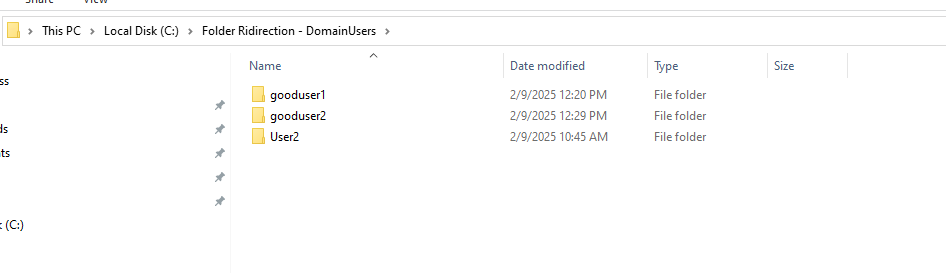 Share View
This PC > Local Disk (C:) > Folder Ridirection - DomainUsers >
Name Date modified Type Size
gooduser1 2/9/2025 12:20 PM File folder
gooduser2 2/9/2025 12:29 PM File folder
User2 2/9/2025 10:45 AM File folder
ss
ds
ts
(C:)